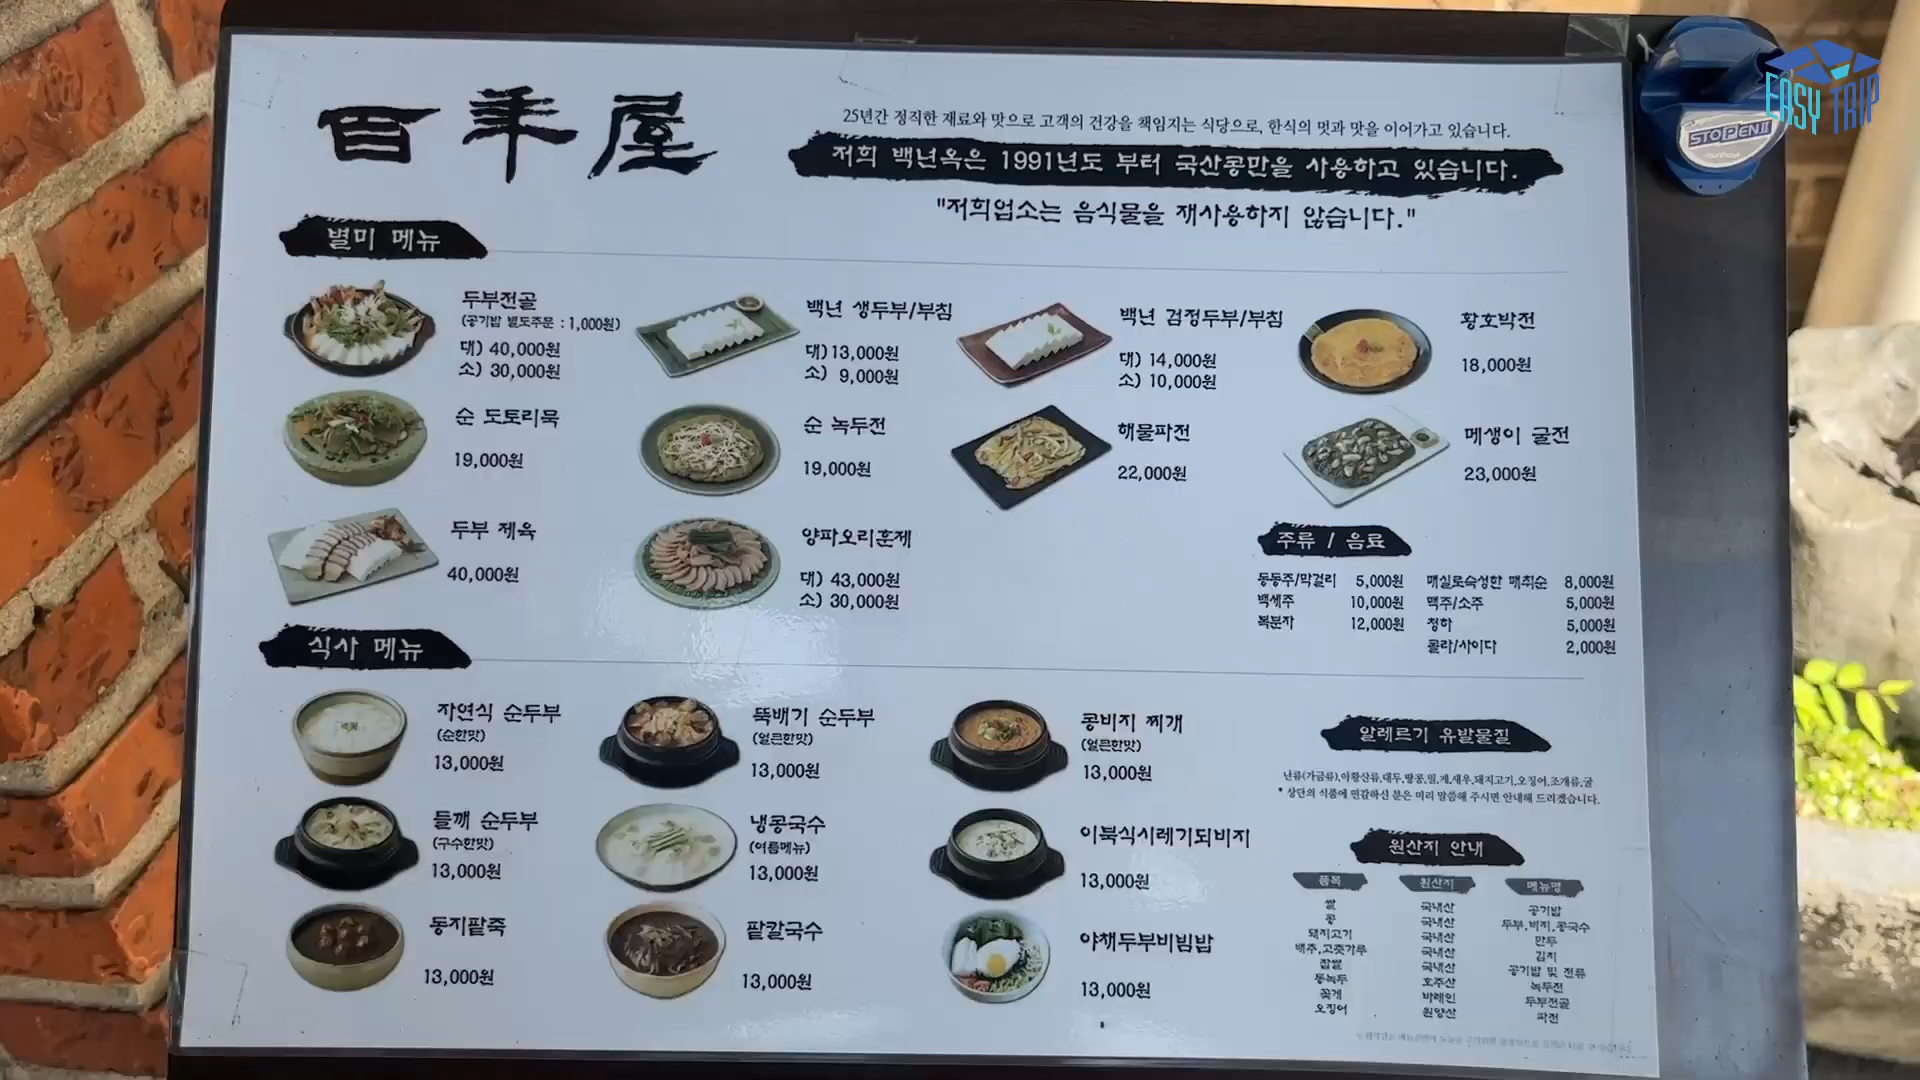 百年屋
25년간 정직한 재료와 맛으로 고객의 건강을 책임지는 식당으로, 한식의 멋과 맛을 이어가고 있습니다.
저희 백년옥은 1991년도 부터 국산콩만을 사용하고 있습니다.
"저희업소는 음식물을 재사용하지 않습니다."
EASY TRIP
STOPEN II
별미 메뉴
두부전골
(공기밥 별도주문 : 1,000원)
대) 40,000원
소) 30,000원
백년 생두부/부침
대) 13,000원
소) 9,000원
백년 검정두부/부침
대) 14,000원
소) 10,000원
황호박전
18,000원
순 도토리묵
19,000원
순 녹두전
19,000원
해물파전
22,000원
메생이 굴전
23,000원
두부 제육
40,000원
양파오리훈제
대) 43,000원
소) 30,000원
주류 / 음료
동동주/막걸리 5,000원
백세주 10,000원
복분자 12,000원
매실로숙성한 매취순 8,000원
맥주/소주 5,000원
청하 5,000원
콜라/사이다 2,000원
식사 메뉴
자연식 순두부
(순한맛)
13,000원
뚝배기 순두부
(얼큰한맛)
13,000원
콩비지 찌개
(얼큰한맛)
13,000원
들깨 순두부
(구수한맛)
13,000원
냉콩국수
(여름메뉴)
13,000원
이북식시레기되비지
13,000원
동지팥죽
13,000원
팥칼국수
13,000원
야채두부비빔밥
13,000원
알레르기 유발물질
난류(가금류),아황산류,대두,땅콩,밀,게,새우,돼지고기,오징어,조개류,굴
* 상단의 식품에 민감하신 분은 미리 말씀해 주시면 안내해 드리겠습니다.
원산지 안내
품목 원산지 메뉴명
쌀 국내산 공기밥
콩 국내산 두부,비지,콩국수
돼지고기 국내산 만두
배추,고춧가루 국내산 김치
찹쌀 국내산 공기밥 및 전류
통녹두 호주산 녹두전
꽃게 바레인 두부전골
오징어 원양산 파전